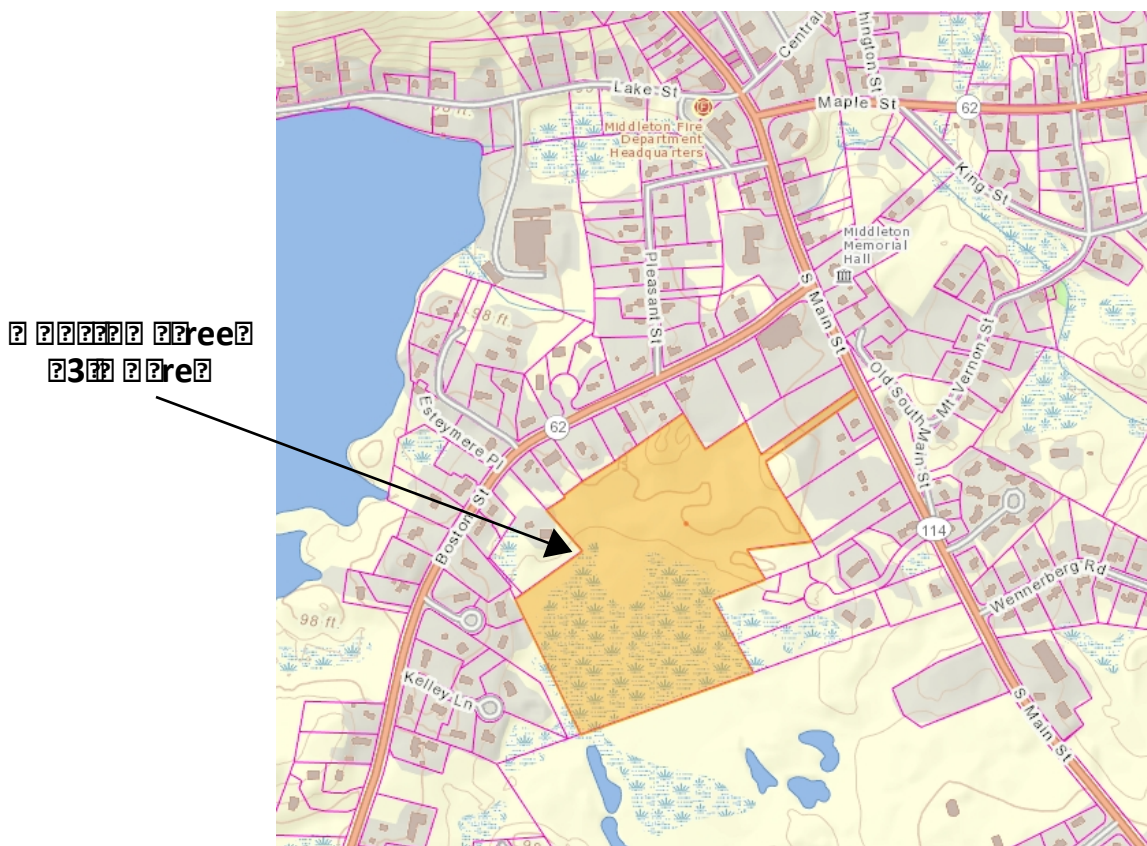 Central
hington St
Lake St
Maple St
62
Middleton Fire
Department
Headquarters
King St
Middleton
Memorial
Hall
Pleasant St
S Main St
98 ft.
Mt Vernon St
Old South Main St
Esteymere Pl
62
Boston St
114
Wennerberg Rd
98 ft.
Kelley Ln
S Main St